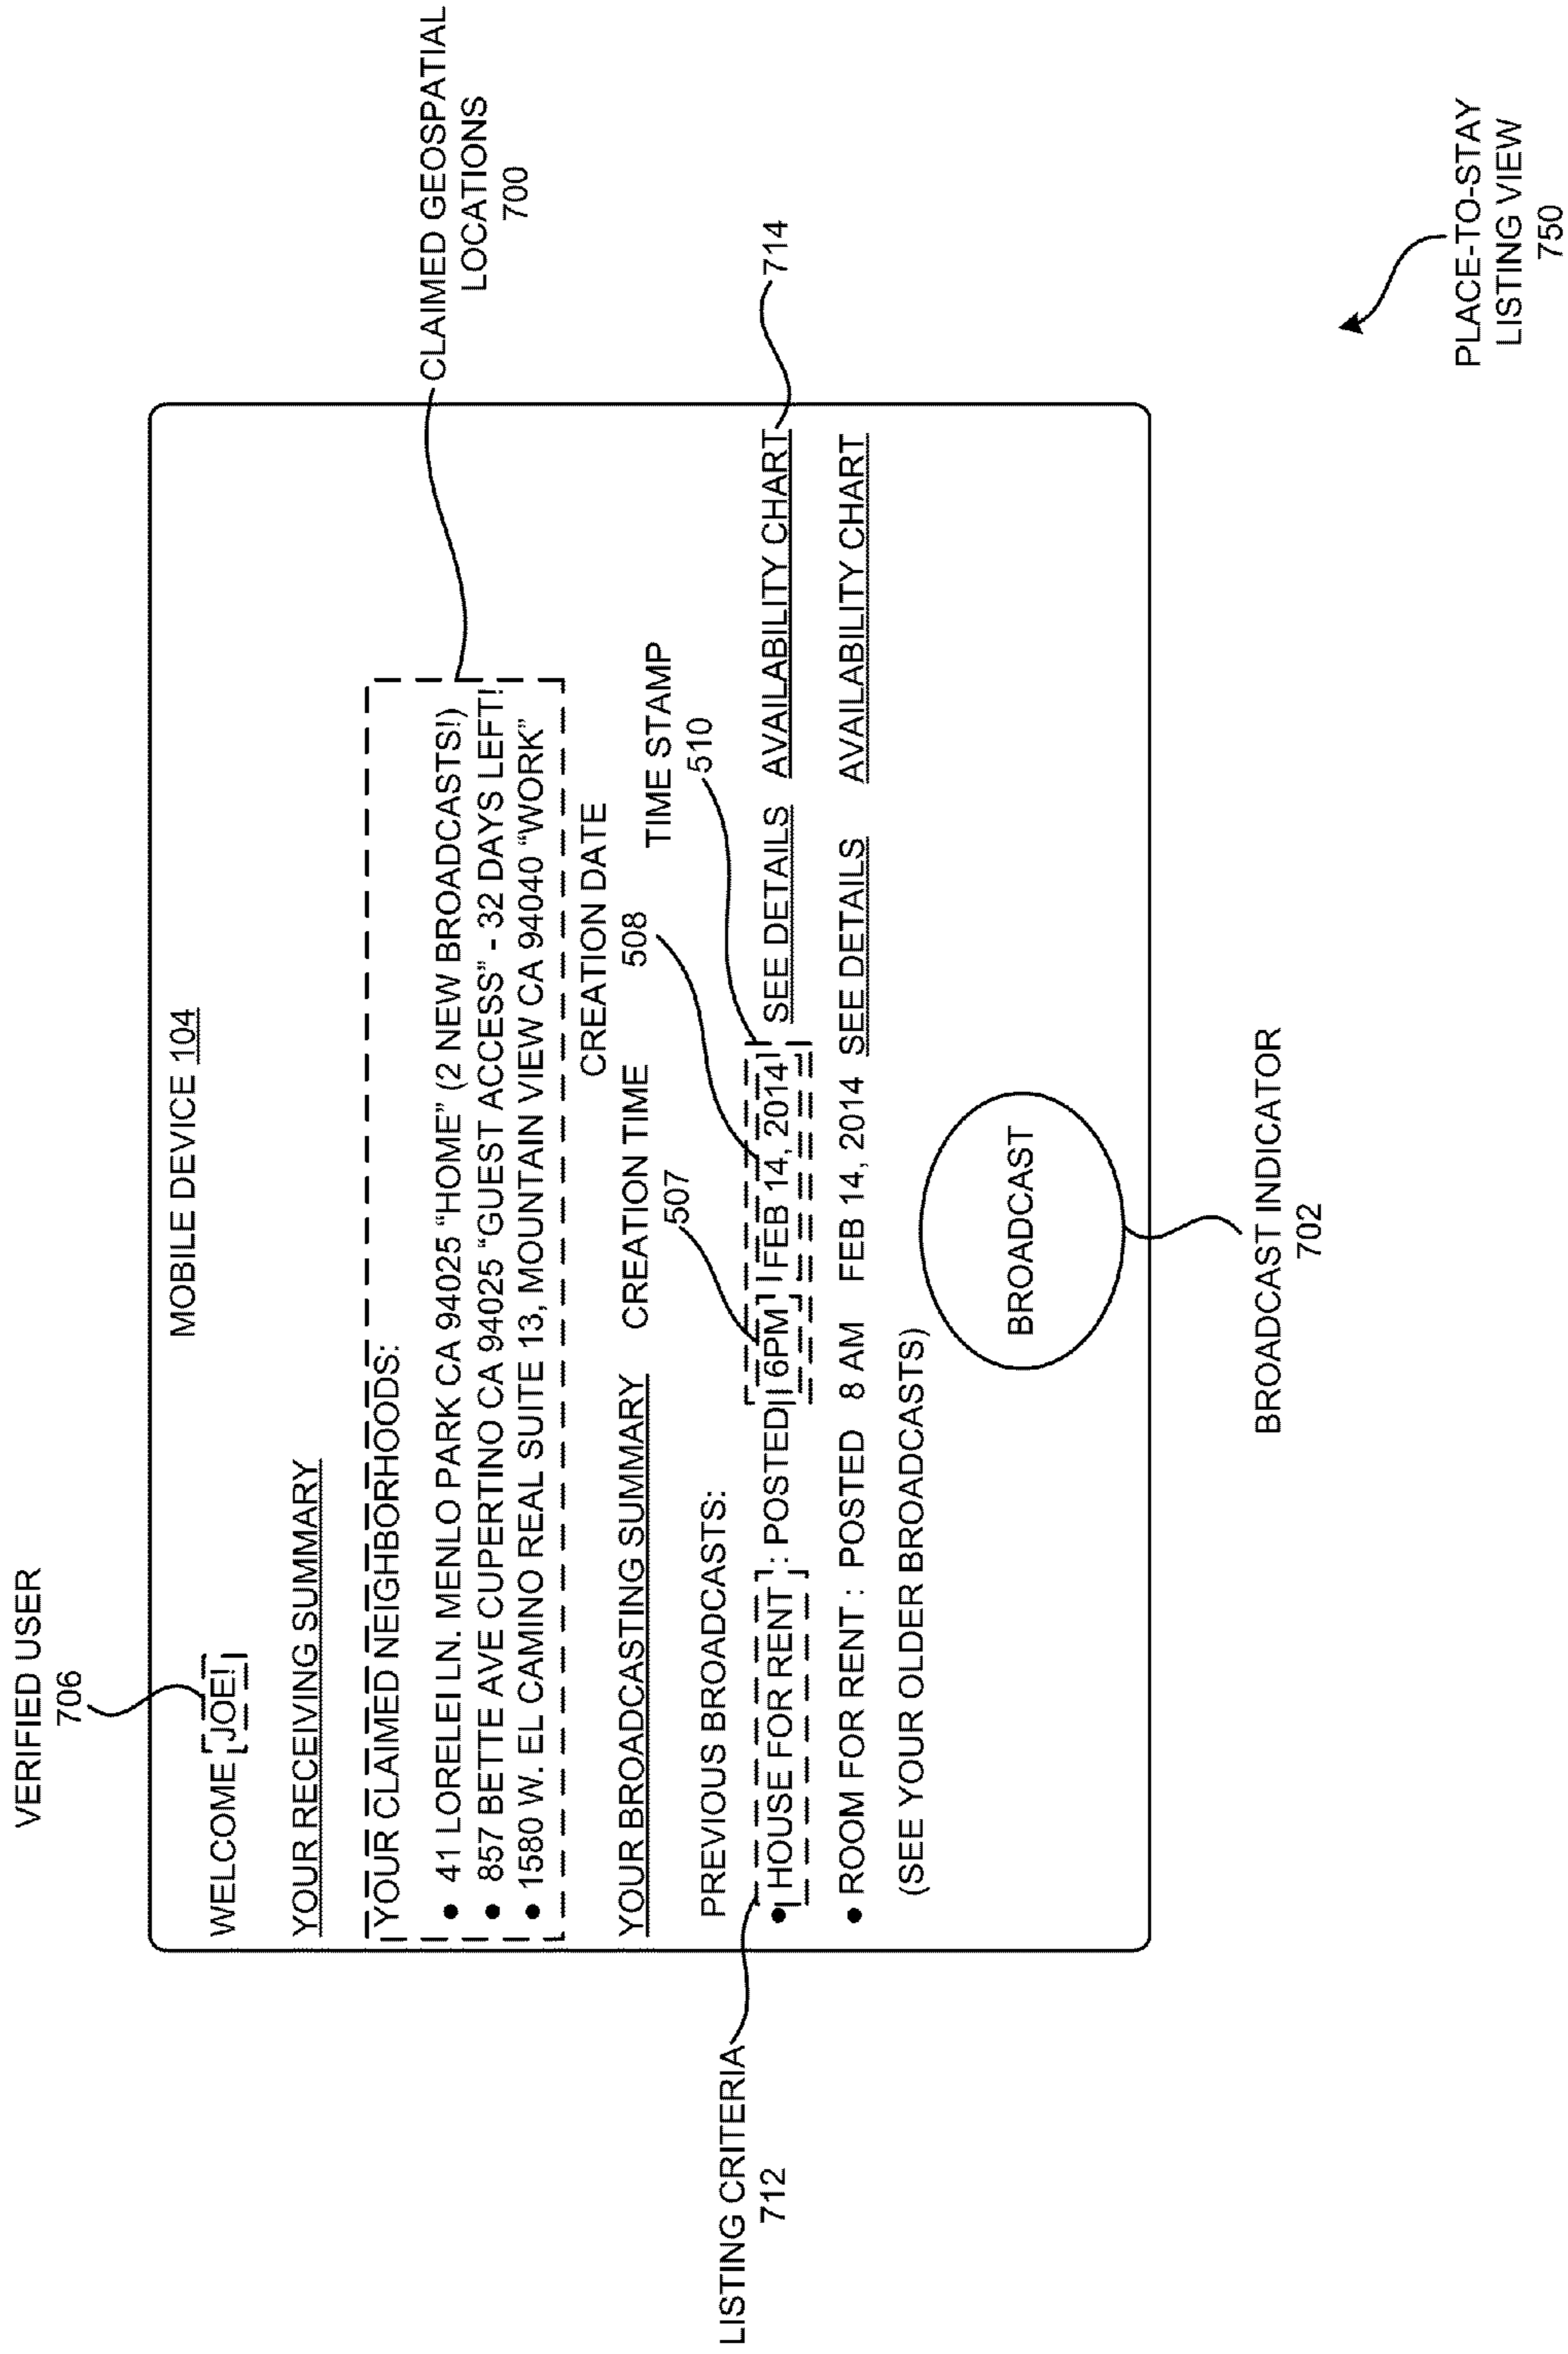 VERIFIED USER
706
MOBILE DEVICE 104
WELCOME JOE!
YOUR RECEIVING SUMMARY
YOUR CLAIMED NEIGHBORHOODS:
CLAIMED GEOSPATIAL
LOCATIONS
700
• 41 LORELEI LN. MENLO PARK CA 94025 “HOME” (2 NEW BROADCASTS!)
• 857 BETTE AVE CUPERTINO CA 94025 “GUEST ACCESS” - 32 DAYS LEFT!
• 1580 W. EL CAMINO REAL SUITE 13, MOUNTAIN VIEW CA 94040 “WORK”
CREATION DATE
508
YOUR BROADCASTING SUMMARY
CREATION TIME
507
TIME STAMP
510
PREVIOUS BROADCASTS:
LISTING CRITERIA
712
• HOUSE FOR RENT : POSTED 6PM FEB 14, 2014 SEE DETAILS AVAILABILITY CHART
714
• ROOM FOR RENT : POSTED 8 AM FEB 14, 2014 SEE DETAILS AVAILABILITY CHART
(SEE YOUR OLDER BROADCASTS)
BROADCAST
BROADCAST INDICATOR
702
PLACE-TO-STAY
LISTING VIEW
750